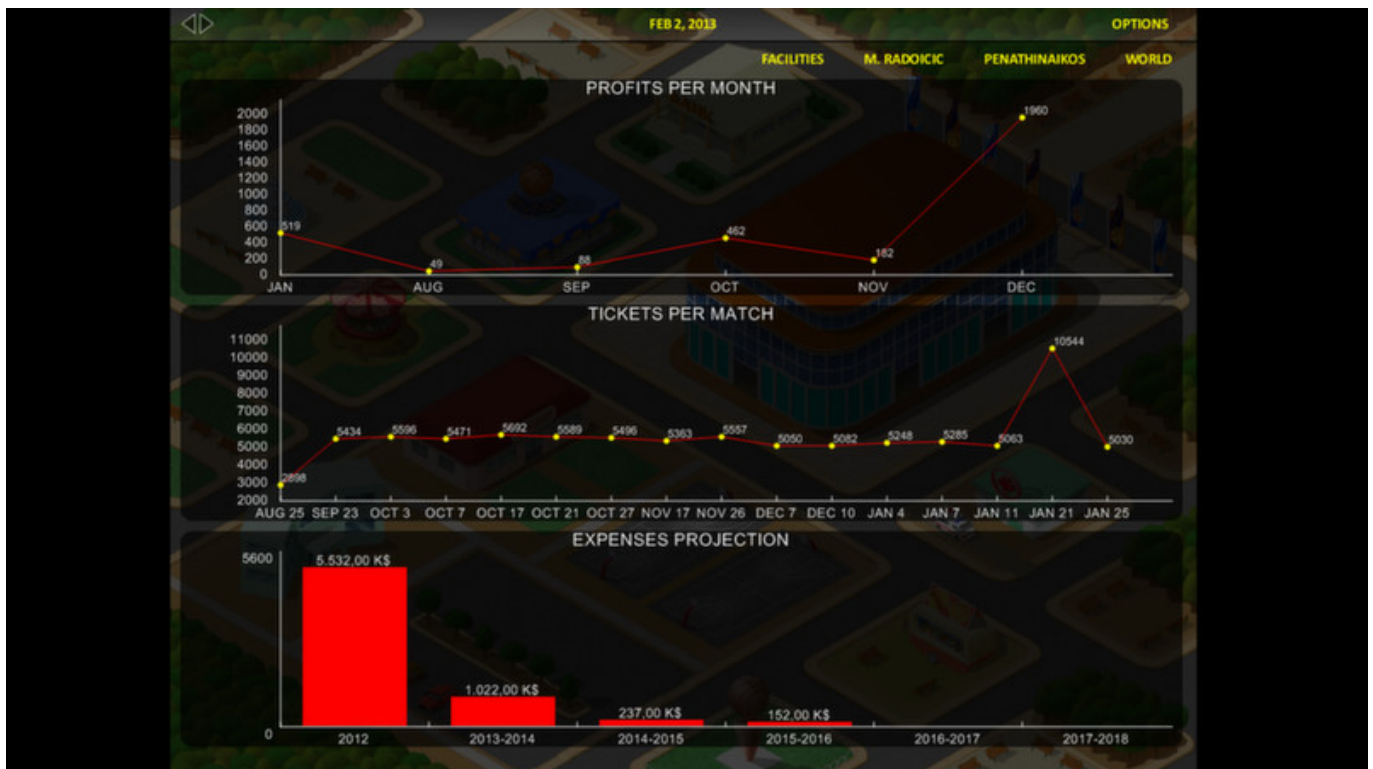 FEB 2, 2013 OPTIONS
FACILITIES M. RADOICIC PENATHINAIKOS WORLD
PROFITS PER MONTH
2000
1800
1600
1400
1200
1000
800
600
400
200
0
519 49 88 462 182 1960
JAN AUG SEP OCT NOV DEC
TICKETS PER MATCH
11000
10000
9000
8000
7000
6000
5000
4000
3000
2000
2898 5434 5596 5471 5692 5589 5496 5363 5557 5050 5082 5248 5285 5063 10544 5030
AUG 25 SEP 23 OCT 3 OCT 7 OCT 17 OCT 21 OCT 27 NOV 17 NOV 26 DEC 7 DEC 10 JAN 4 JAN 7 JAN 11 JAN 21 JAN 25
EXPENSES PROJECTION
5600
5.532,00 K$ 1.022,00 K$ 237,00 K$ 152,00 K$
0
2012 2013-2014 2014-2015 2015-2016 2016-2017 2017-2018